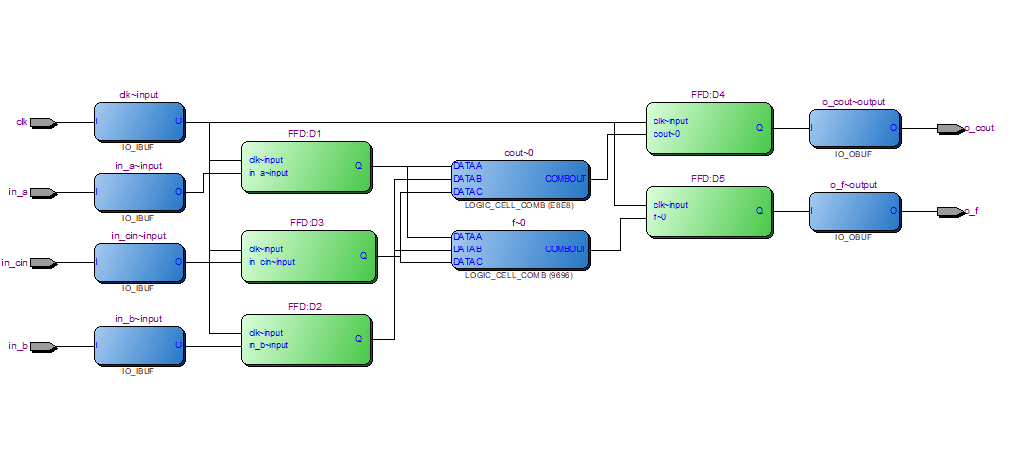 clk
clk~input
I
O
IO_IBUF
in_a
in_a~input
I
O
IO_IBUF
in_cin
in_cin~input
I
O
IO_IBUF
in_b
in_b~input
I
O
IO_IBUF
FFD:D1
clk~input
in_a~input
Q
FFD:D3
clk~input
in_cin~input
Q
FFD:D2
clk~input
in_b~input
Q
cout~0
DATAA
DATAB
DATAC
COMBOUT
LOGIC_CELL_COMB (E8E8)
f~0
DATAA
DATAB
DATAC
COMBOUT
LOGIC_CELL_COMB (9696)
FFD:D4
clk~input
cout~0
Q
FFD:D5
clk~input
f~0
Q
o_cout~output
I
O
IO_OBUF
o_cout
o_f~output
I
O
IO_OBUF
o_f